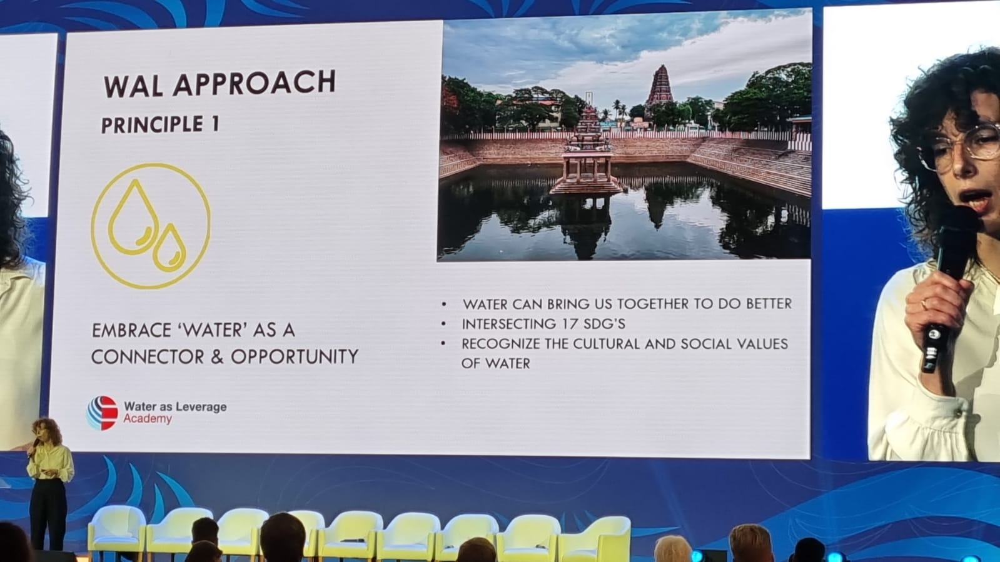 WAL APPROACH
PRINCIPLE 1
EMBRACE ‘WATER’ AS A
CONNECTOR & OPPORTUNITY
Water as Leverage
Academy
• WATER CAN BRING US TOGETHER TO DO BETTER
• INTERSECTING 17 SDG'S
• RECOGNIZE THE CULTURAL AND SOCIAL VALUES
OF WATER
2